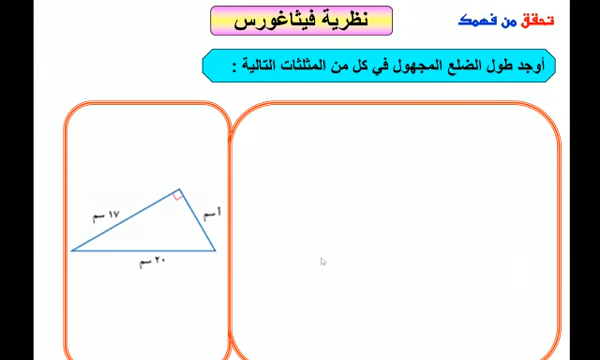 تحقق من فهمك
نظرية فيثاغورس
أوجد طول الضلع المجهول في كل من المثلثات التالية :
١٧ سم
أ سم
٢٠ سم